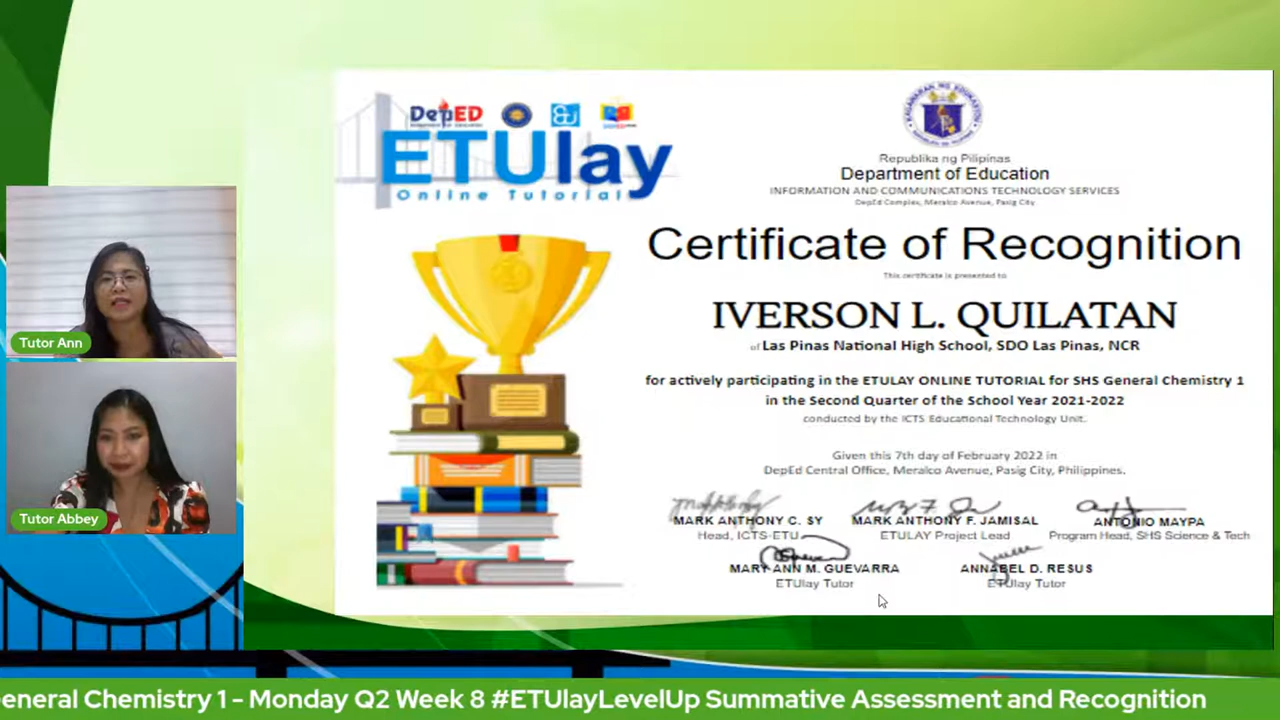 DepED
ETUlay
Online Tutorial
Republika ng Pilipinas
Department of Education
INFORMATION AND COMMUNICATIONS TECHNOLOGY SERVICES
DepEd Complex, Meralco Avenue, Pasig City
Certificate of Recognition
This certificate is presented to
IVERSON L. QUILATAN
of Las Pinas National High School, SDO Las Pinas, NCR
for actively participating in the ETULAY ONLINE TUTORIAL for SHS General Chemistry 1
in the Second Quarter of the School Year 2021-2022
conducted by the ICTS Educational Technology Unit.
Given this 7th day of February 2022 in
DepEd Central Office, Meralco Avenue, Pasig City, Philippines.
MARK ANTHONY C. SY
Head, ICTS-ETU
MARK ANTHONY F. JAMISAL
ETULAY Project Lead
ANTONIO MAYPA
Program Head, SHS Science & Tech
MARY ANN M. GUEVARRA
ETUlay Tutor
ANNABEL D. RESUS
ETUlay Tutor
Tutor Ann
Tutor Abbey
eneral Chemistry 1 - Monday Q2 Week 8 #ETUlayLevelUp Summative Assessment and Recognition